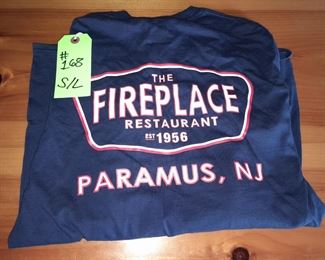 #168
S/L
THE
FIREPLACE
RESTAURANT
EST 1956
PARAMUS, NJ